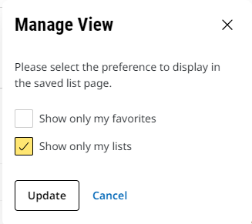 Manage View
Please select the preference to display in
the saved list page.
Show only my favorites
Show only my lists
Update Cancel